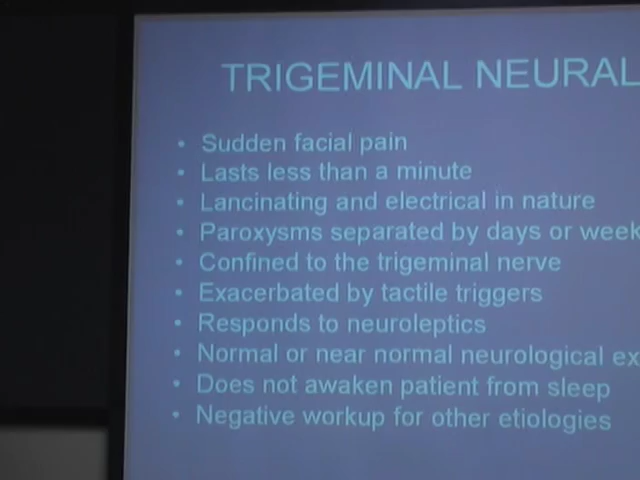 TRIGEMINAL NEURAL
• Sudden facial pain
• Lasts less than a minute
• Lancinating and electrical in nature
• Paroxysms separated by days or week
• Confined to the trigeminal nerve
• Exacerbated by tactile triggers
• Responds to neuroleptics
• Normal or near normal neurological ex
• Does not awaken patient from sleep
• Negative workup for other etiologies